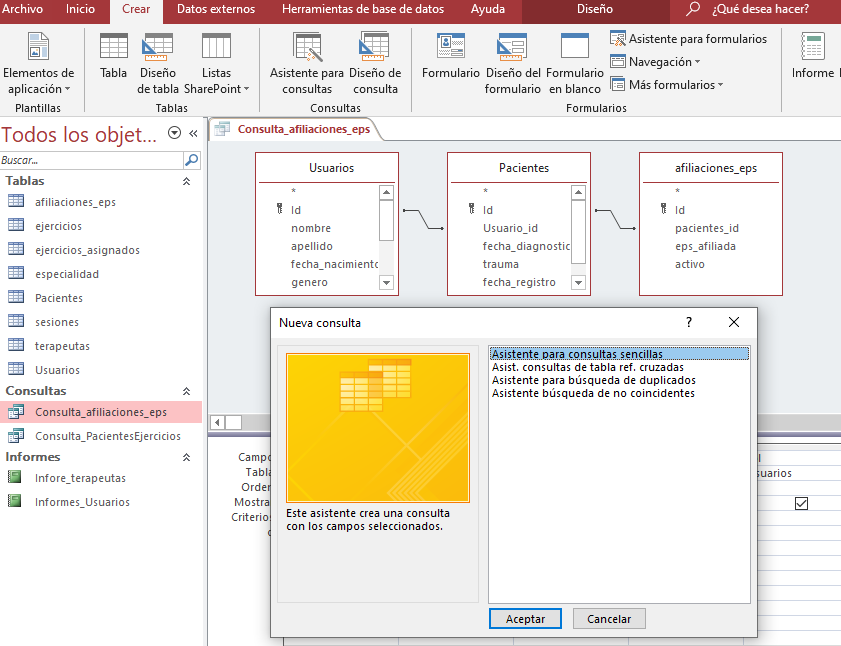 Archivo Inicio Crear Datos externos Herramientas de base de datos Ayuda Diseño ¿Qué desea hacer?
Elementos de aplicación
Tabla
Diseño de tabla
Listas SharePoint
Asistente para consultas
Diseño de consulta
Formulario
Diseño del formulario
Formulario en blanco
Asistente para formularios
Navegación
Más formularios
Informe
Plantillas Tablas Consultas Formularios
Todos los objet...
Buscar...
Tablas
afiliaciones_eps
ejercicios
ejercicios_asignados
especialidad
Pacientes
sesiones
terapeutas
Usuarios
Consultas
Consulta_afiliaciones_eps
Consulta_PacientesEjercicios
Informes
Infore_terapeutas
Informes_Usuarios
Consulta_afiliaciones_eps
Usuarios
*
Id
nombre
apellido
fecha_nacimiento
genero
Pacientes
*
Id
Usuario_id
fecha_diagnostic
trauma
fecha_registro
afiliaciones_eps
*
Id
pacientes_id
eps_afiliada
activo
Nueva consulta ?
Asistente para consultas sencillas
Asist. consultas de tabla ref. cruzadas
Asistente para búsqueda de duplicados
Asistente búsqueda de no coincidentes
Este asistente crea una consulta
con los campos seleccionados.
Aceptar Cancelar
Campo
Tabla
Orden
Mostra
Criterios
suarios